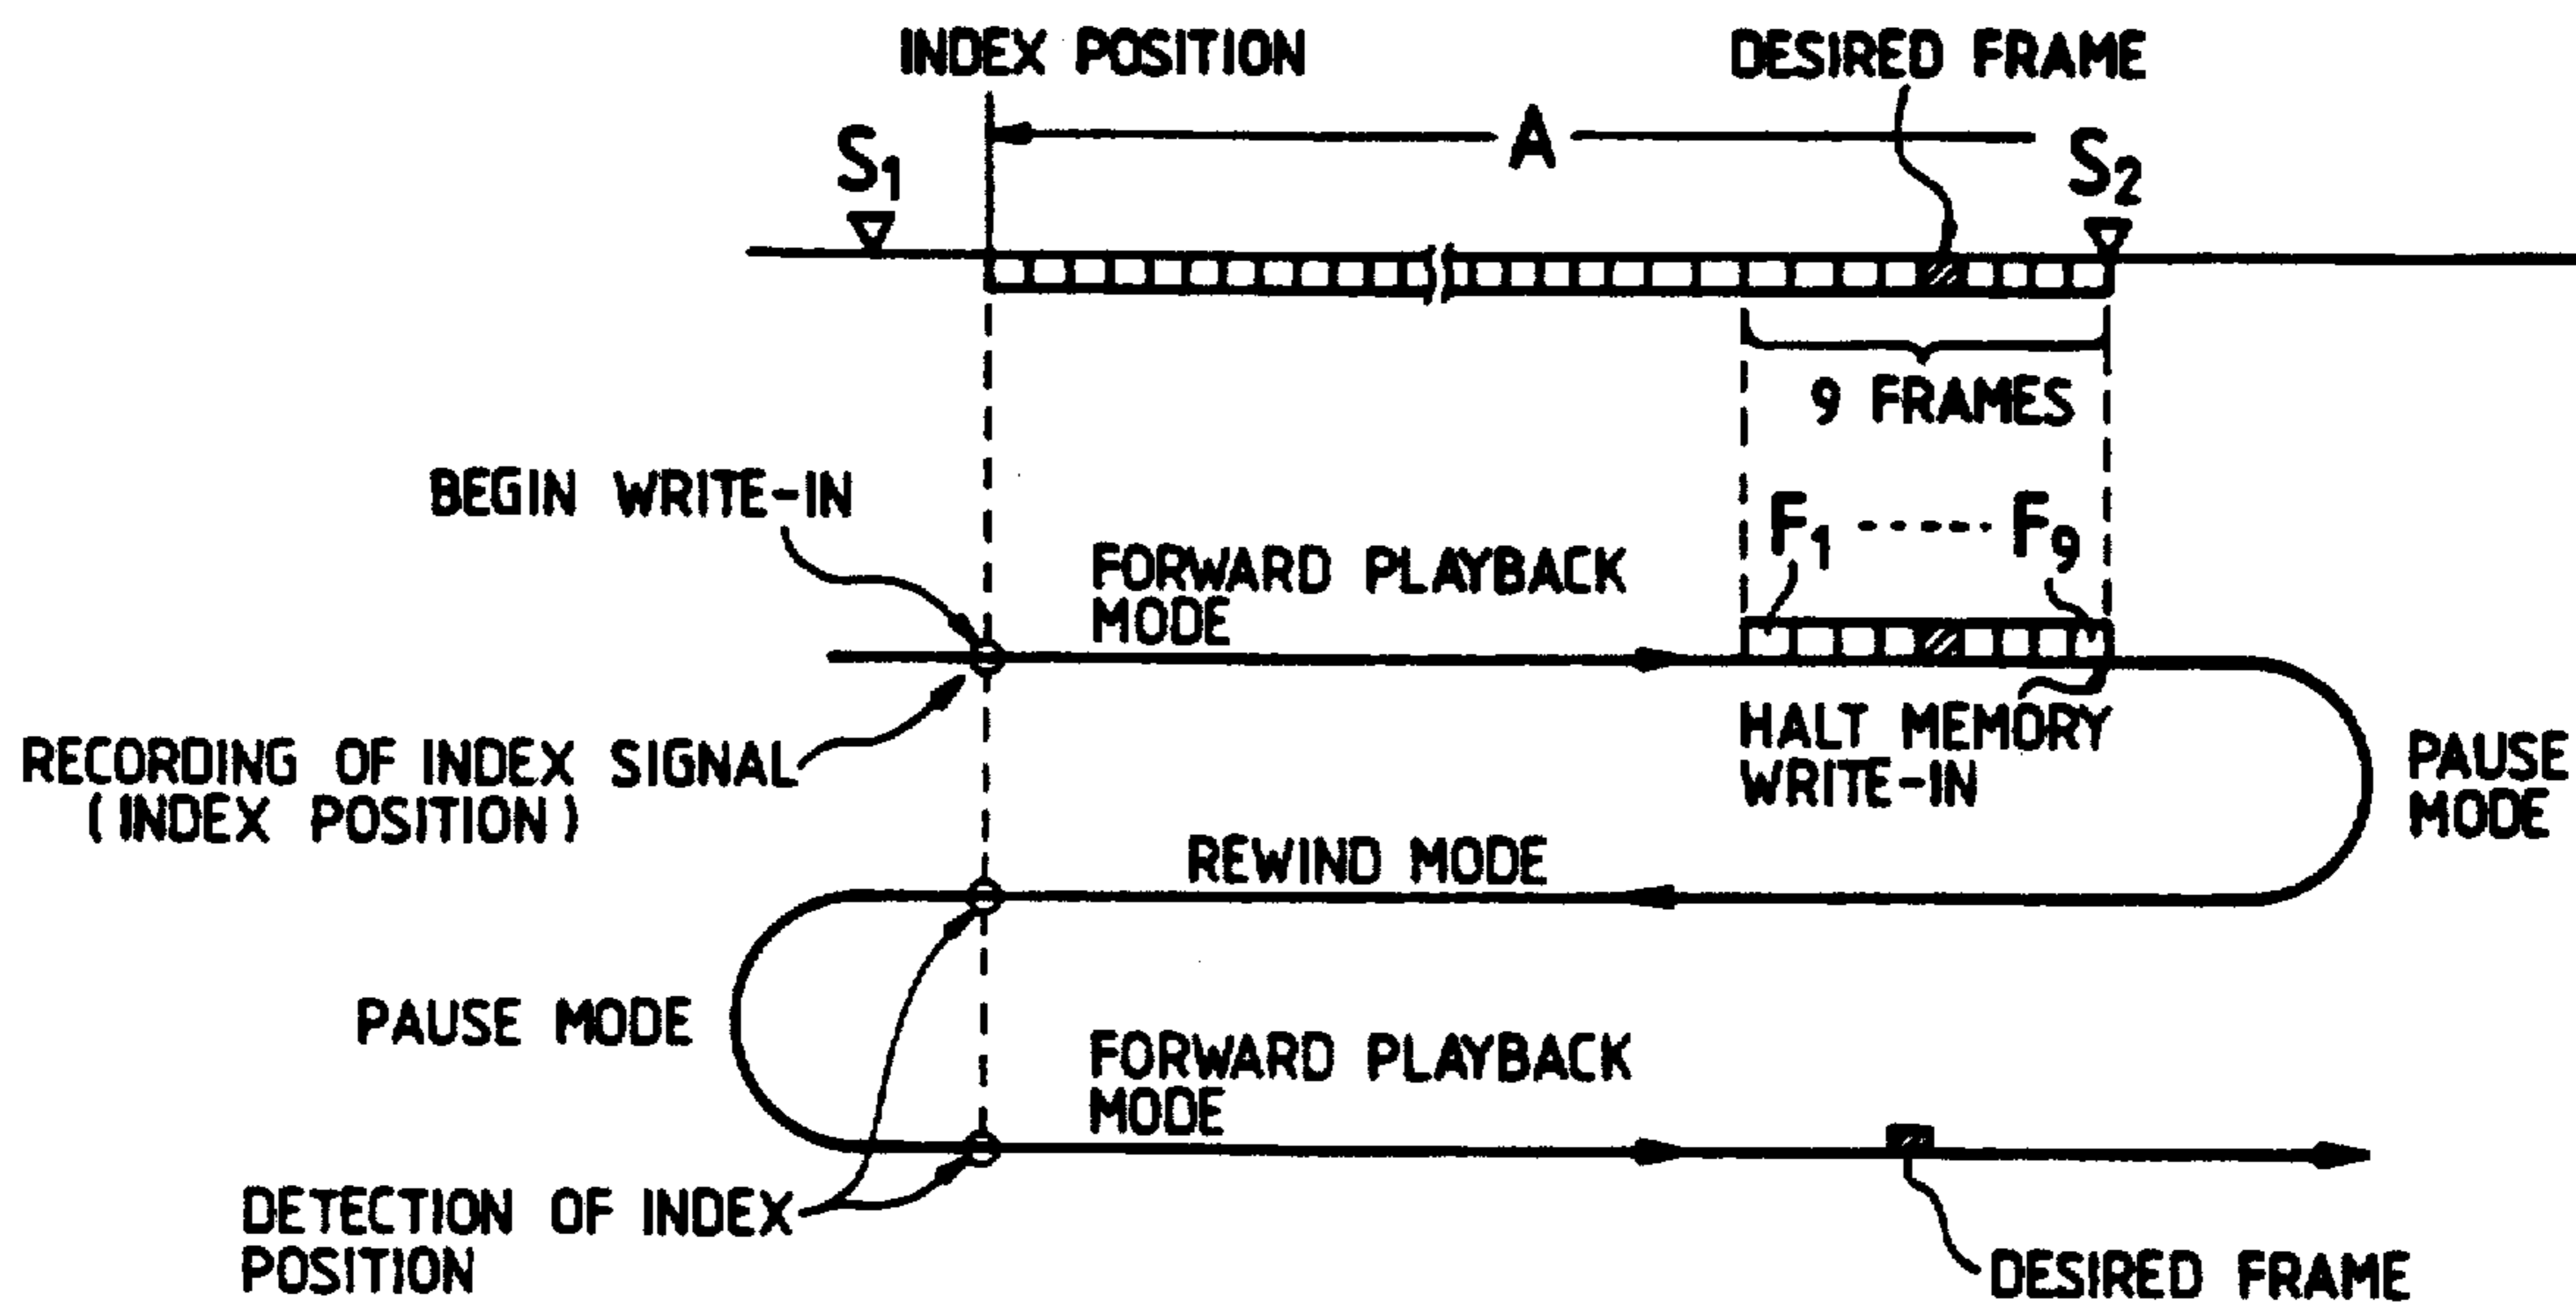 INDEX POSITION
DESIRED FRAME
A
S1
S2
9 FRAMES
BEGIN WRITE-IN
F1 ----- F9
FORWARD PLAYBACK
MODE
RECORDING OF INDEX SIGNAL
(INDEX POSITION)
HALT MEMORY
WRITE-IN
PAUSE
MODE
REWIND MODE
PAUSE MODE
FORWARD PLAYBACK
MODE
DETECTION OF INDEX
POSITION
DESIRED FRAME